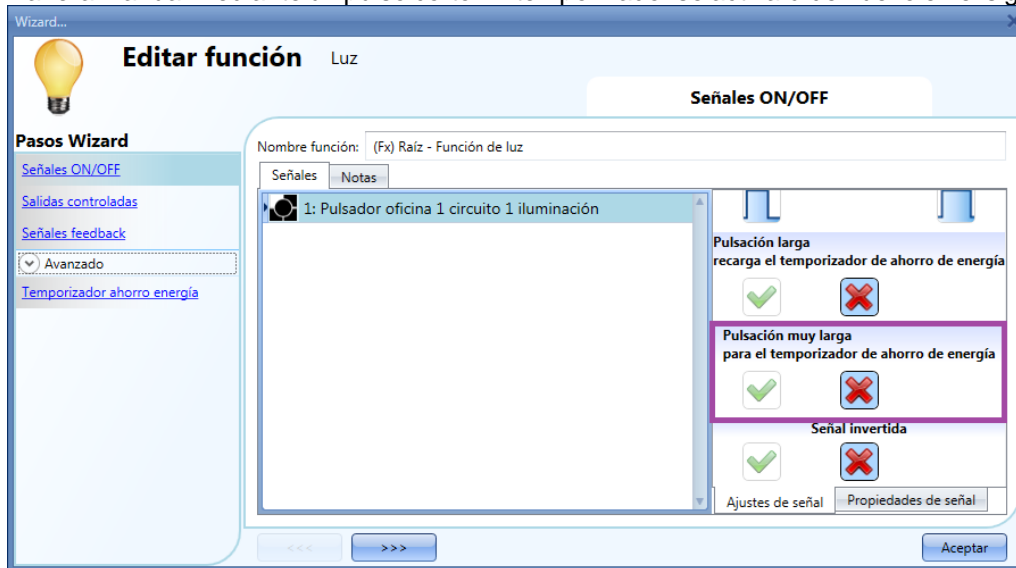 Wizard...
Editar función Luz
Señales ON/OFF
Pasos Wizard
Señales ON/OFF
Salidas controladas
Señales feedback
Avanzado
Temporizador ahorro energía
Nombre función: (Fx) Raíz - Función de luz
Señales Notas
1: Pulsador oficina 1 circuito 1 iluminación
Pulsación larga
recarga el temporizador de ahorro de energía
Pulsación muy larga
para el temporizador de ahorro de energía
Señal invertida
Ajustes de señal Propiedades de señal
<<< >>>
Aceptar